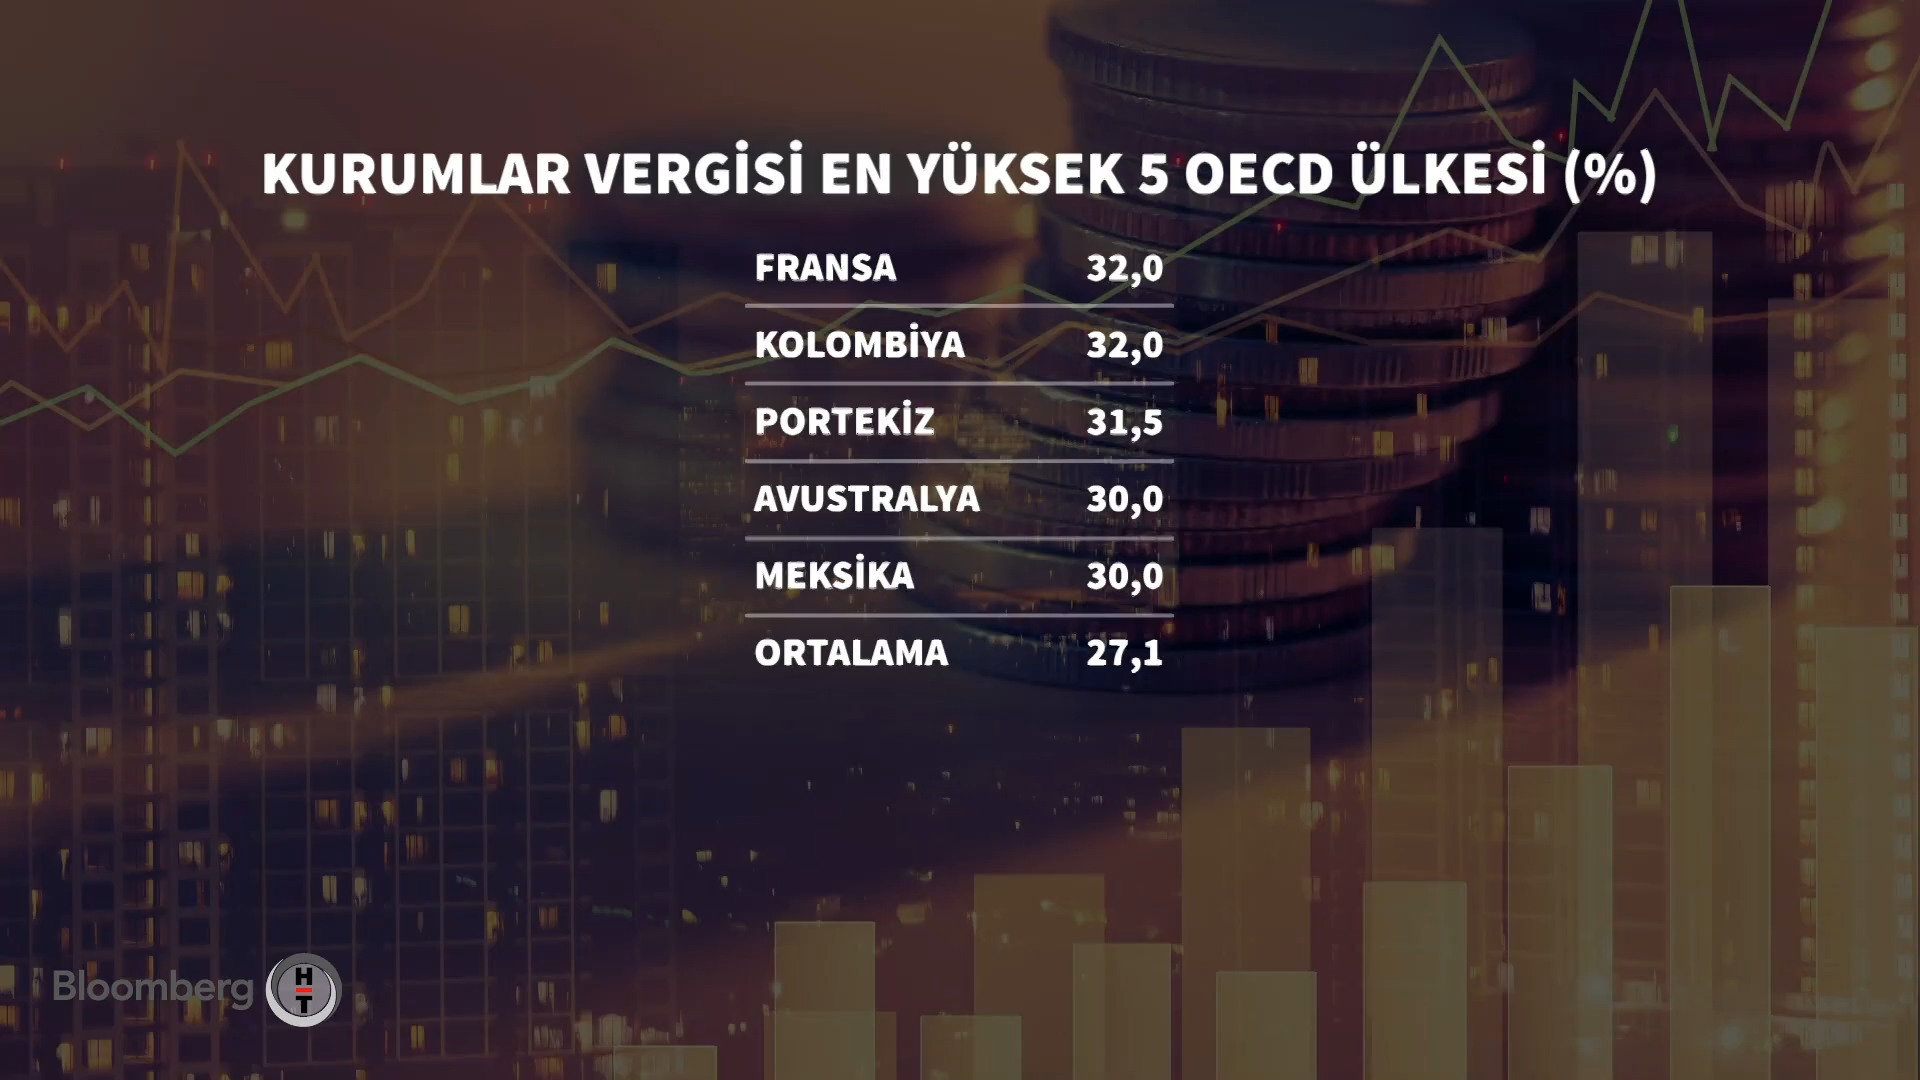 KURUMLAR VERGİSİ EN YÜKSEK 5 OECD ÜLKESİ (%)
FRANSA 32,0
KOLOMBİYA 32,0
PORTEKİZ 31,5
AVUSTRALYA 30,0
MEKSİKA 30,0
ORTALAMA 27,1
Bloomberg HT